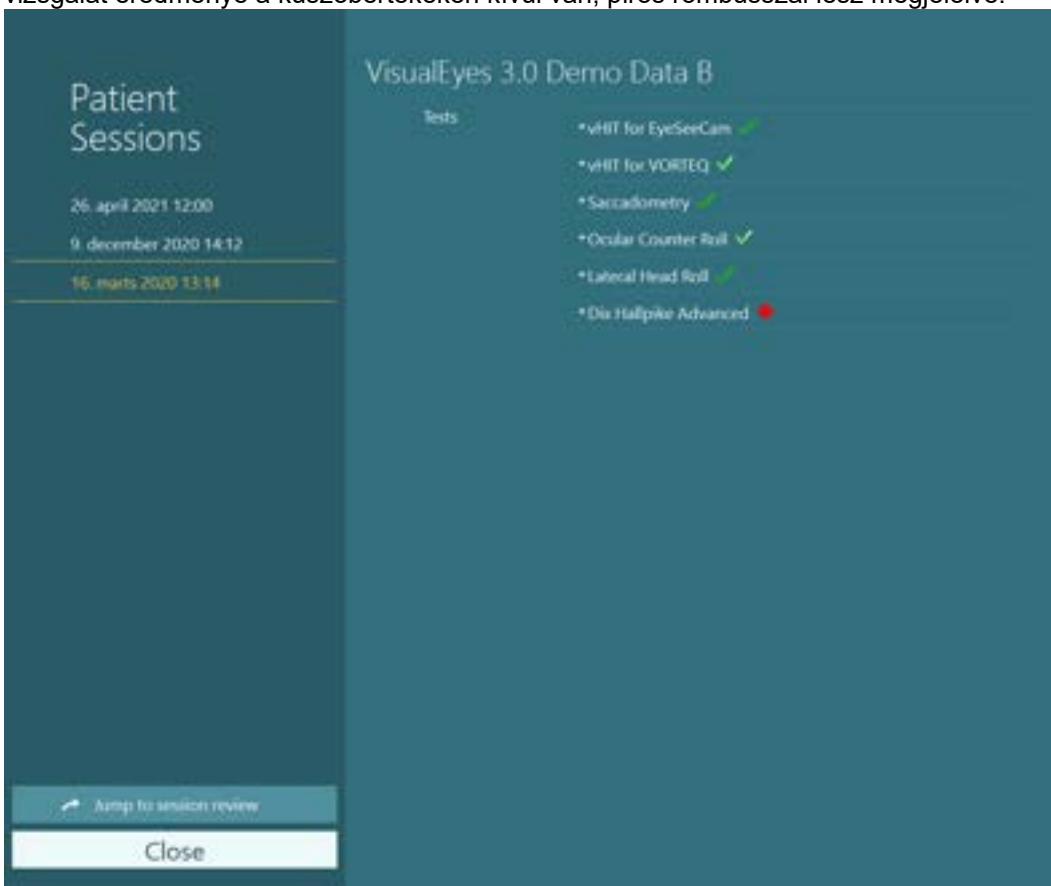 vizsgálat eredménye a küszöbértékeken kívül van, piros rombusszal lesz megjelölve.
Patient
Sessions
26. april 2021 12:00
9. december 2020 14:12
16. marts 2020 13:14
Jump to session review
Close
VisualEyes 3.0 Demo Data B
Tests
*vHIT for EyeSeeCam
*vHIT for VORTEQ
*Saccadometry
*Ocular Counter Roll
*Lateral Head Roll
*Dix Hallpike Advanced